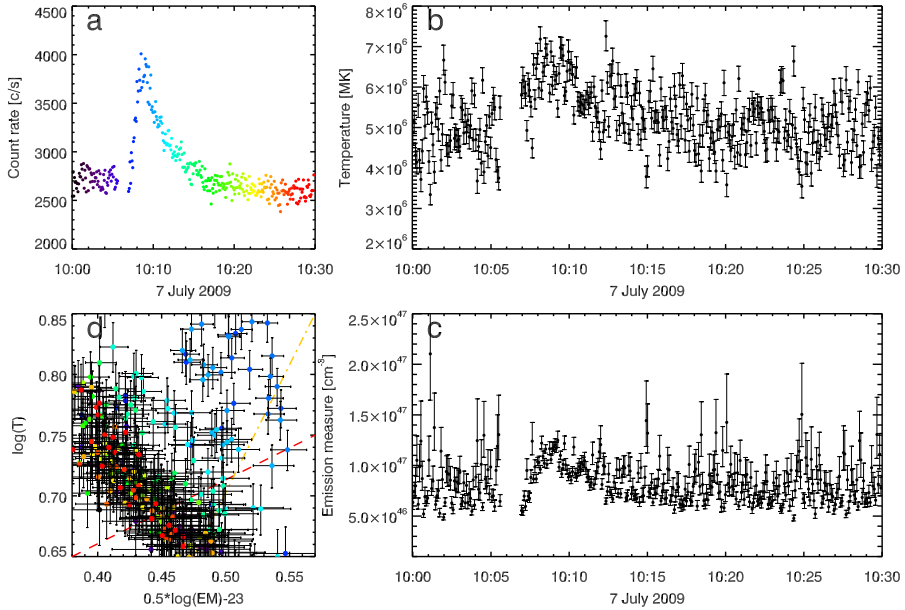 a
4000
3500
3000
2500
2000
Count rate [c/s]
10:00 10:10 10:20 10:30
7 July 2009
b
8×10⁶
7×10⁶
6×10⁶
5×10⁶
4×10⁶
3×10⁶
2×10⁶
Temperature [MK]
10:00 10:05 10:10 10:15 10:20 10:25 10:30
7 July 2009
d
0.85
0.80
0.75
0.70
0.65
log(T)
0.40 0.45 0.50 0.55
0.5*log(EM)-23
c
2.5×10⁴⁷
2.0×10⁴⁷
1.5×10⁴⁷
1.0×10⁴⁷
5.0×10⁴⁶
Emission measure [cm⁻³]
10:00 10:05 10:10 10:15 10:20 10:25 10:30
7 July 2009